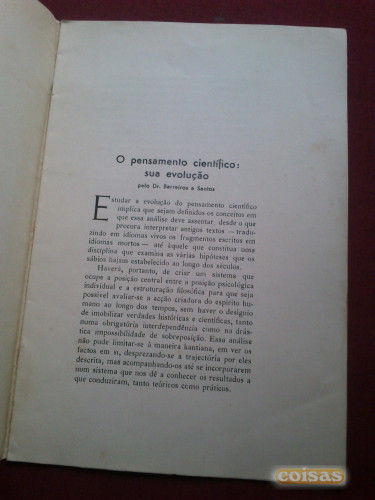 O pensamento científico:
sua evolução
pelo Dr. Barreiros e Santos
Estudar a evolução do pensamento científico
implica que sejam definidos os conceitos em
que essa análise deve assentar: desde o que
procura interpretar antigos textos — tradu-
zindo em idiomas vivos os fragmentos escritos em
idiomas mortos — até àquele que constitui uma
disciplina que examina as várias hipóteses que os
sábios hajam estabelecido ao longo dos séculos.
Haverá, portanto, de criar um sistema que
ocupe a posição central entre a posição psicológica
individual e a estruturação filosófica para que seja
possível avaliar-se a acção criadora do espírito hu-
mano ao longo dos tempos, sem haver o desígnio
de imobilizar verdades históricas e científicas, tanto
numa obrigatória interdependência como na drás-
tica impossibilidade de sobreposição. Essa análise
não pode limitar-se à maneira kantiana, em ver os
factos em si, desprezando-se a trajectória por eles
descrita, mas acompanhando-os até se incorporarem
num sistema que nos dê a conhecer os resultados a
que conduziram, tanto teóricos como práticos.
coisas